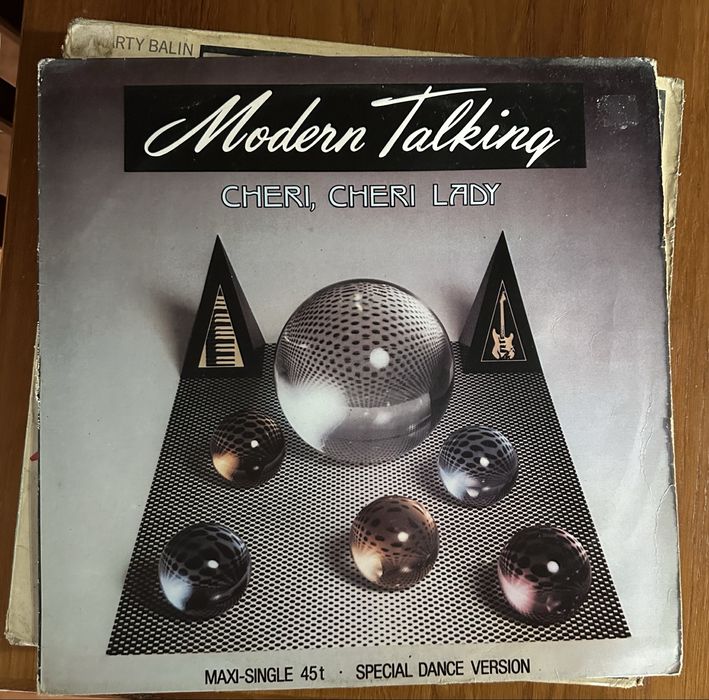 ARTY BALIN
Modern Talking
CHERI, CHERI LADY
MAXI-SINGLE 45t · SPECIAL DANCE VERSION